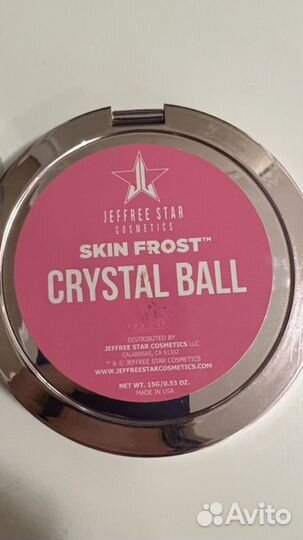 JEFFREE STAR
COSMETICS
SKIN FROST™
CRYSTAL BALL
DISTRIBUTED BY
JEFFREE STAR COSMETICS LLC
CALABASAS, CA 91302
™ & © JEFFREE STAR COSMETICS
WWW.JEFFREESTARCOSMETICS.COM
NET WT. 15G/0.53 OZ.
MADE IN USA
Avito